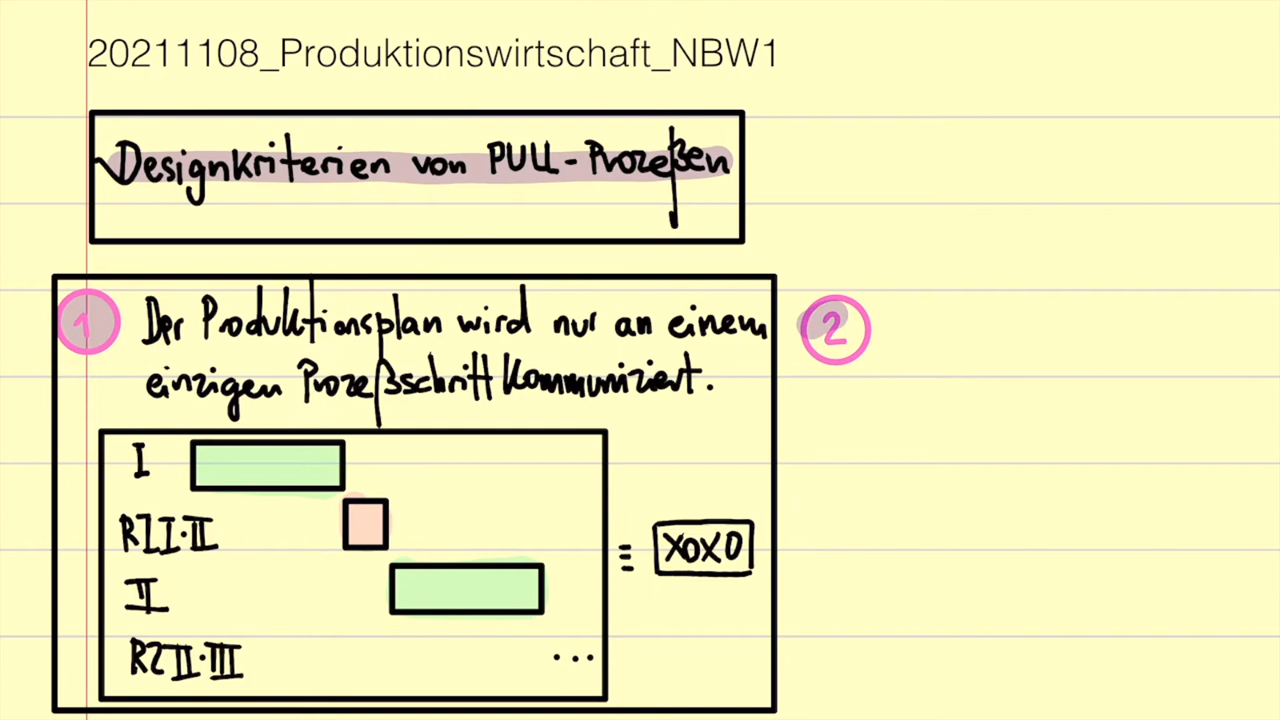 20211108_Produktionswirtschaft_NBW1
Designkriterien von PULL-Prozeßen
1 Der Produktionsplan wird nur an einem
einzigen Prozeßschritt kommuniziert.
2
I
RZ I·II
II
RZ II·III ...
≡ XOXO